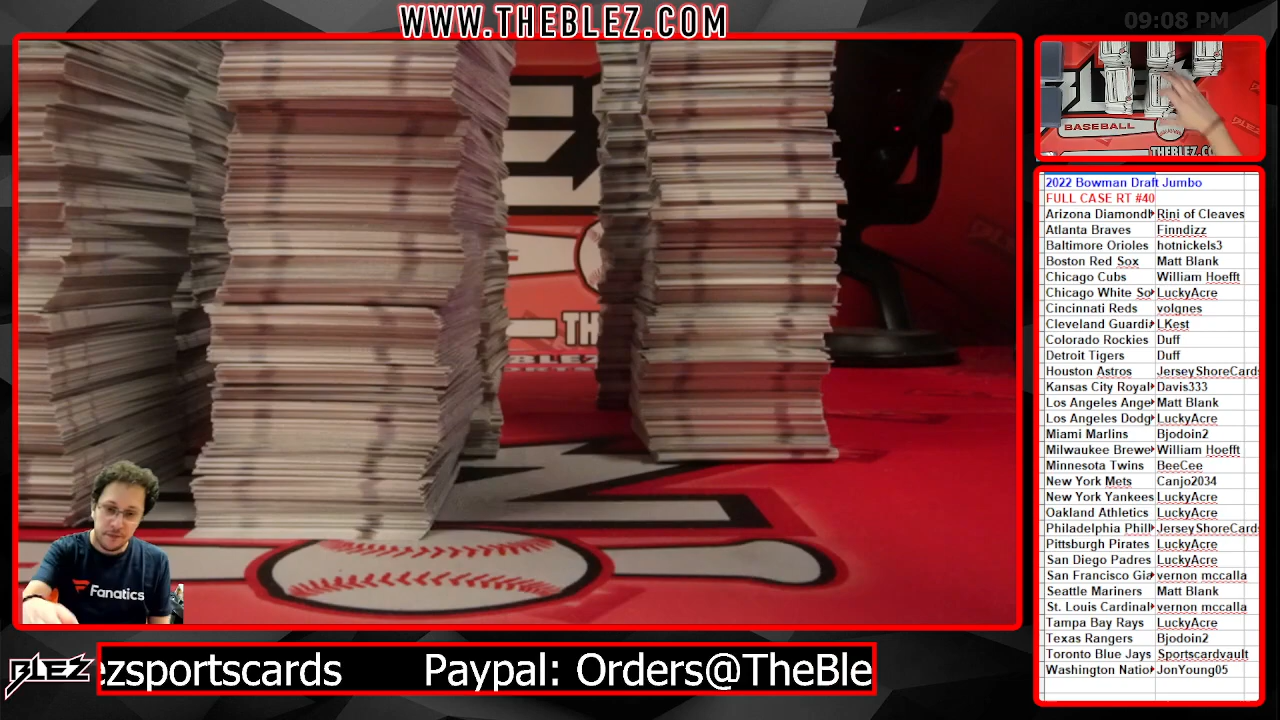 WWW.THEBLEZ.COM
09:08 PM
BASEBALL
THEBLEZ.CO
2022 Bowman Draft Jumbo
FULL CASE RT #40
Arizona Diamond Rini of Cleaves
Atlanta Braves Finndizz
Baltimore Orioles hotnickels3
Boston Red Sox Matt Blank
Chicago Cubs William Hoefft
Chicago White So LuckyAcre
Cincinnati Reds volgnes
Cleveland Guardi LKest
Colorado Rockies Duff
Detroit Tigers Duff
Houston Astros JerseyShoreCards
Kansas City Royal Davis333
Los Angeles Ange Matt Blank
Los Angeles Dodg LuckyAcre
Miami Marlins Bjodoin2
Milwaukee Brewe William Hoefft
Minnesota Twins BeeCee
New York Mets Canjo2034
New York Yankees LuckyAcre
Oakland Athletics LuckyAcre
Philadelphia Phill JerseyShoreCards
Pittsburgh Pirates LuckyAcre
San Diego Padres LuckyAcre
San Francisco Gia vernon mccalla
Seattle Mariners Matt Blank
St. Louis Cardinal vernon mccalla
Tampa Bay Rays LuckyAcre
Texas Rangers Bjodoin2
Toronto Blue Jays Sportscardvault
Washington Natio JonYoung05
TH
BLEZ
Fanatics
BLEZ
ezsportscards Paypal: Orders@TheBle